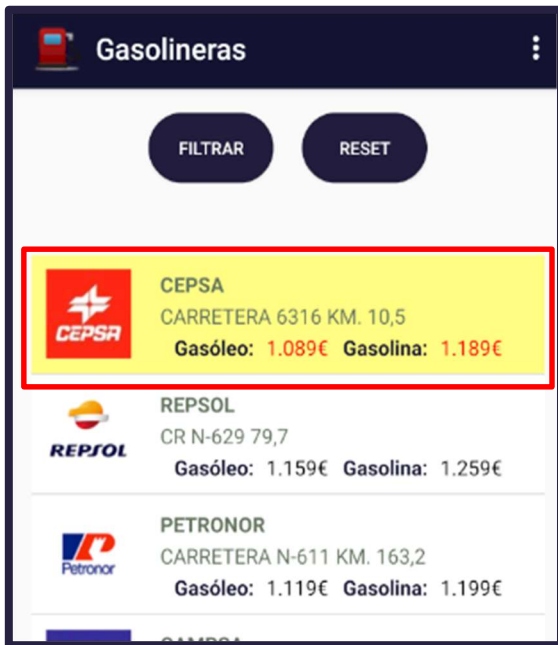 Gasolineras
FILTRAR RESET
CEPSA
CEPSA
CARRETERA 6316 KM. 10,5
Gasóleo: 1.089€ Gasolina: 1.189€
REPSOL
REPSOL
CR N-629 79,7
Gasóleo: 1.159€ Gasolina: 1.259€
PETRONOR
Petronor
CARRETERA N-611 KM. 163,2
Gasóleo: 1.119€ Gasolina: 1.199€